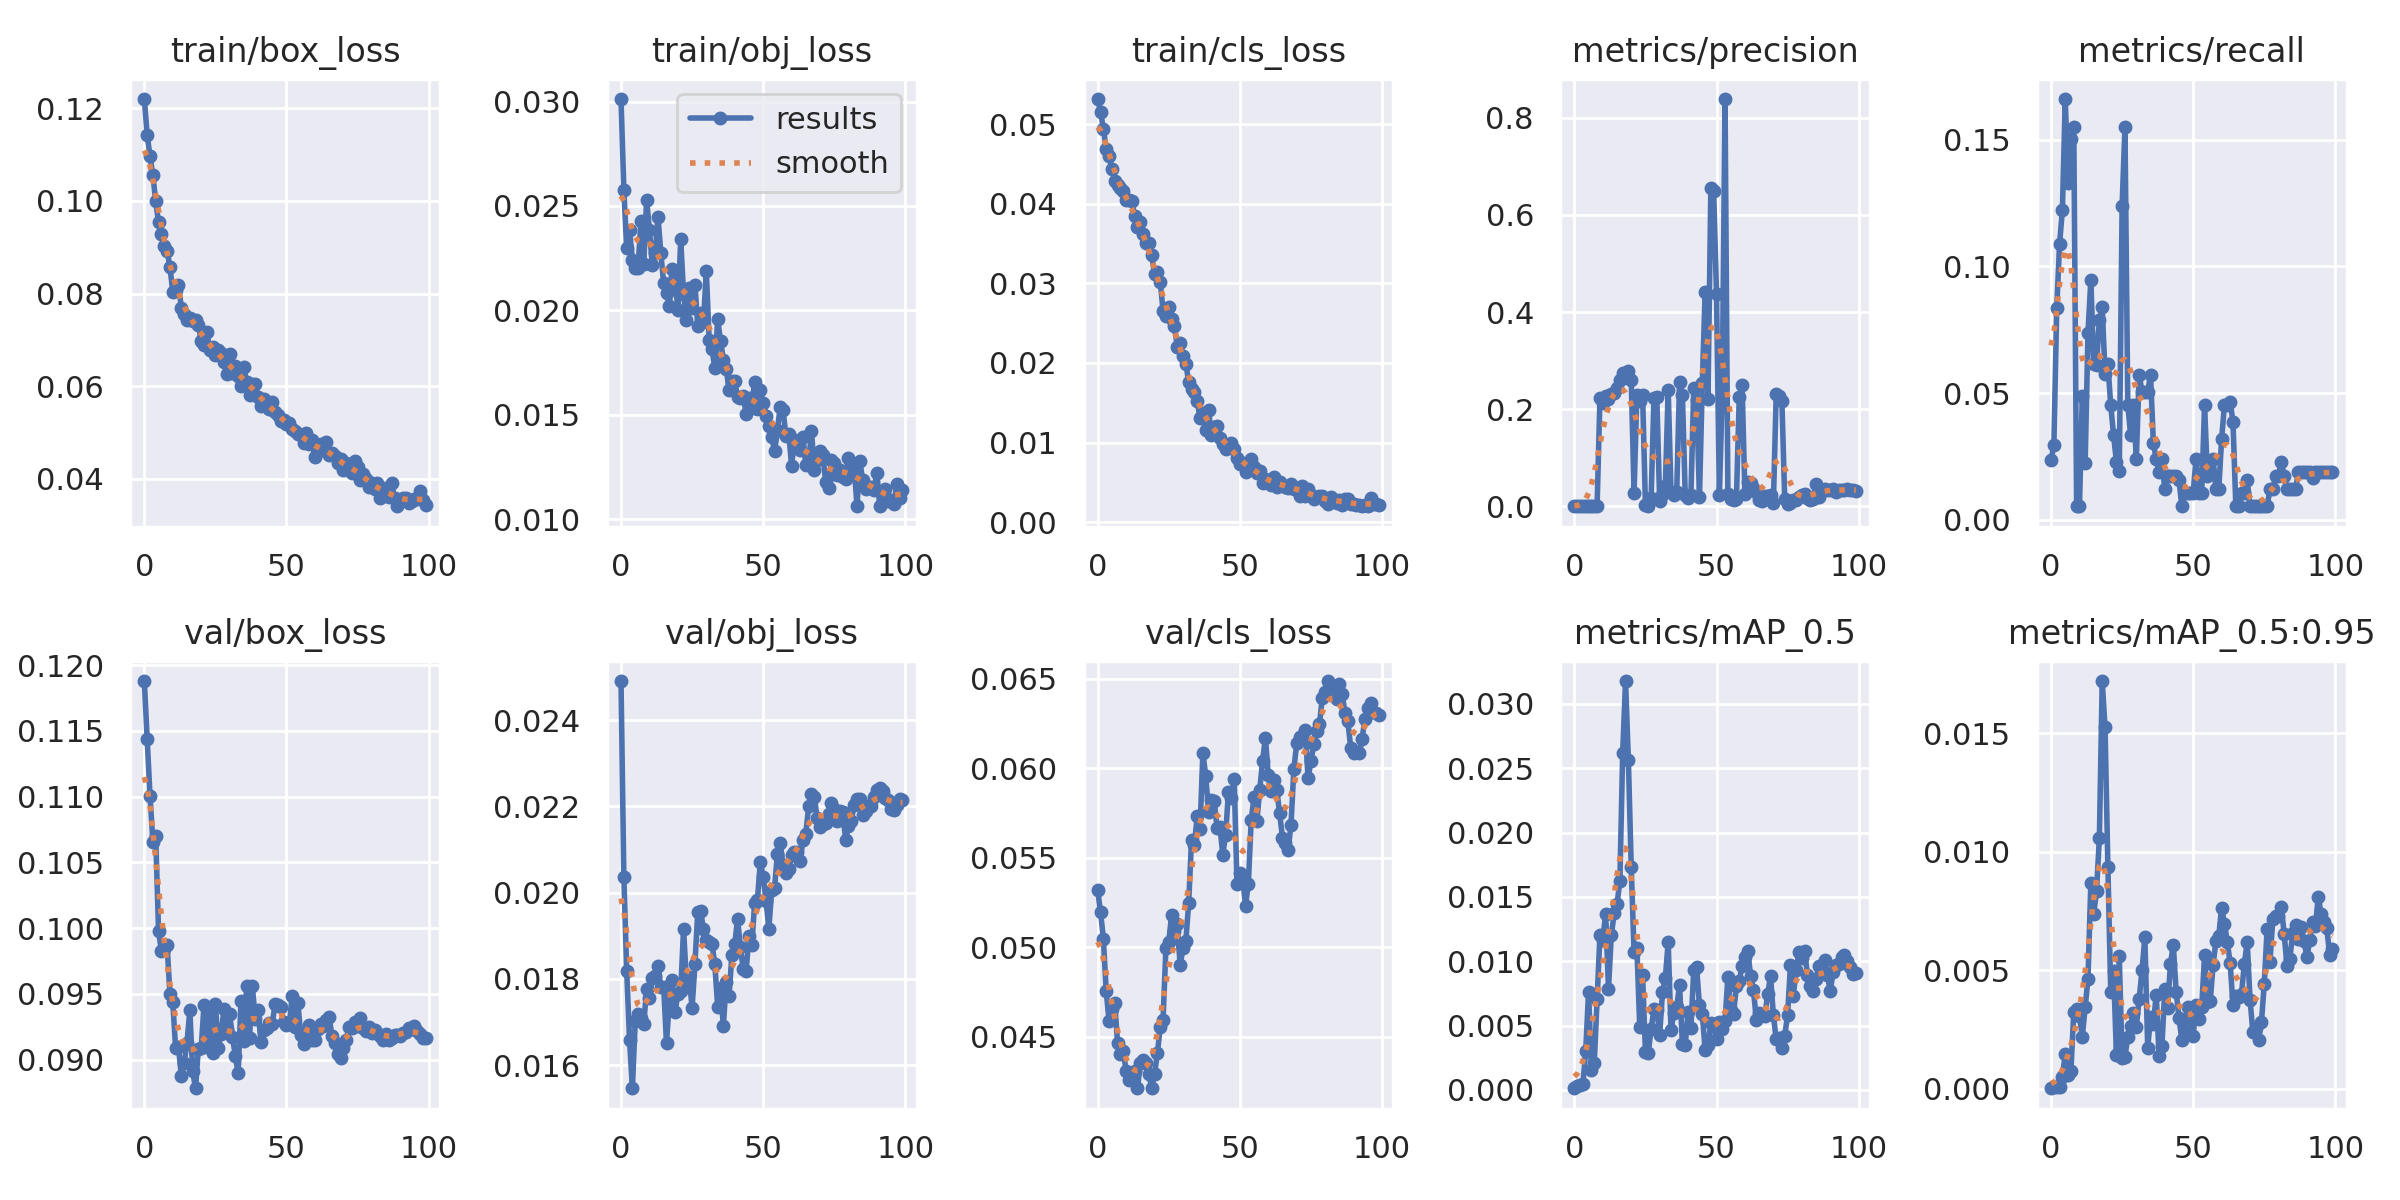 train/box_loss
0.12
0.10
0.08
0.06
0.04
0 50 100
train/obj_loss
results
smooth
0.030
0.025
0.020
0.015
0.010
0 50 100
train/cls_loss
0.05
0.04
0.03
0.02
0.01
0.00
0 50 100
metrics/precision
0.8
0.6
0.4
0.2
0.0
0 50 100
metrics/recall
0.15
0.10
0.05
0.00
0 50 100
val/box_loss
0.120
0.115
0.110
0.105
0.100
0.095
0.090
0 50 100
val/obj_loss
0.024
0.022
0.020
0.018
0.016
0 50 100
val/cls_loss
0.065
0.060
0.055
0.050
0.045
0 50 100
metrics/mAP_0.5
0.030
0.025
0.020
0.015
0.010
0.005
0.000
0 50 100
metrics/mAP_0.5:0.95
0.015
0.010
0.005
0.000
0 50 100